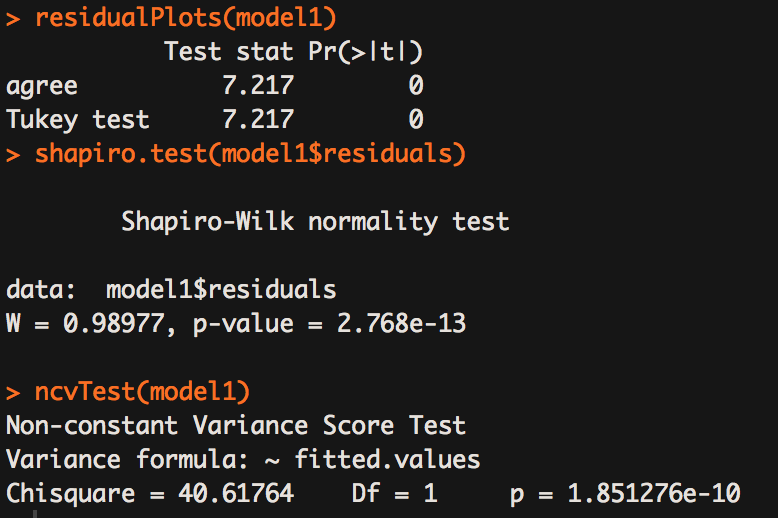 > residualPlots(model1)
Test stat Pr(>|t|)
agree 7.217 0
Tukey test 7.217 0
> shapiro.test(model1$residuals)
Shapiro-Wilk normality test
data: model1$residuals
W = 0.98977, p-value = 2.768e-13
> ncvTest(model1)
Non-constant Variance Score Test
Variance formula: ~ fitted.values
Chisquare = 40.61764 Df = 1 p = 1.851276e-10